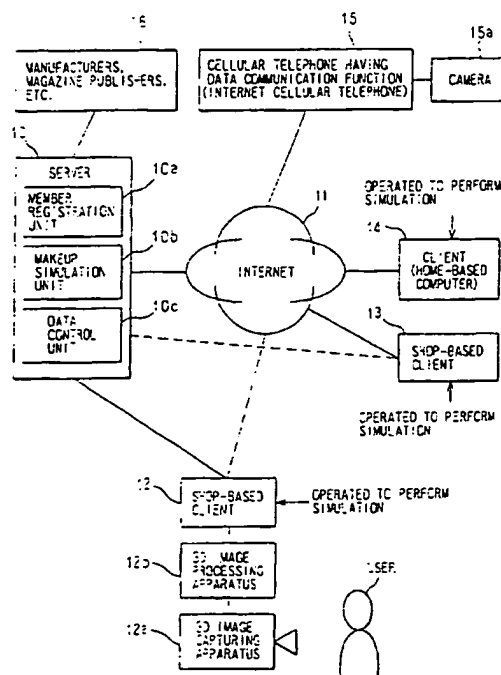 16
MANUFACTURERS,
MAGAZINE PUBLISHERS,
ETC.
15
CELLULAR TELEPHONE HAVING
DATA COMMUNICATION FUNCTION
(INTERNET CELLULAR TELEPHONE)
15a
CAMERA
10
SERVER
10a
MEMBER
REGISTRATION
UNIT
10b
MAKEUP
SIMULATION
UNIT
10c
DATA
CONTROL
UNIT
11
INTERNET
OPERATED TO PERFORM
SIMULATION
14
CLIENT
(HOME-BASED
COMPUTER)
13
SHOP-BASED
CLIENT
OPERATED TO PERFORM
SIMULATION
12
SHOP-BASED
CLIENT
OPERATED TO PERFORM
SIMULATION
12b
3D IMAGE
PROCESSING
APPARATUS
12a
3D IMAGE
CAPTURING
APPARATUS
USER